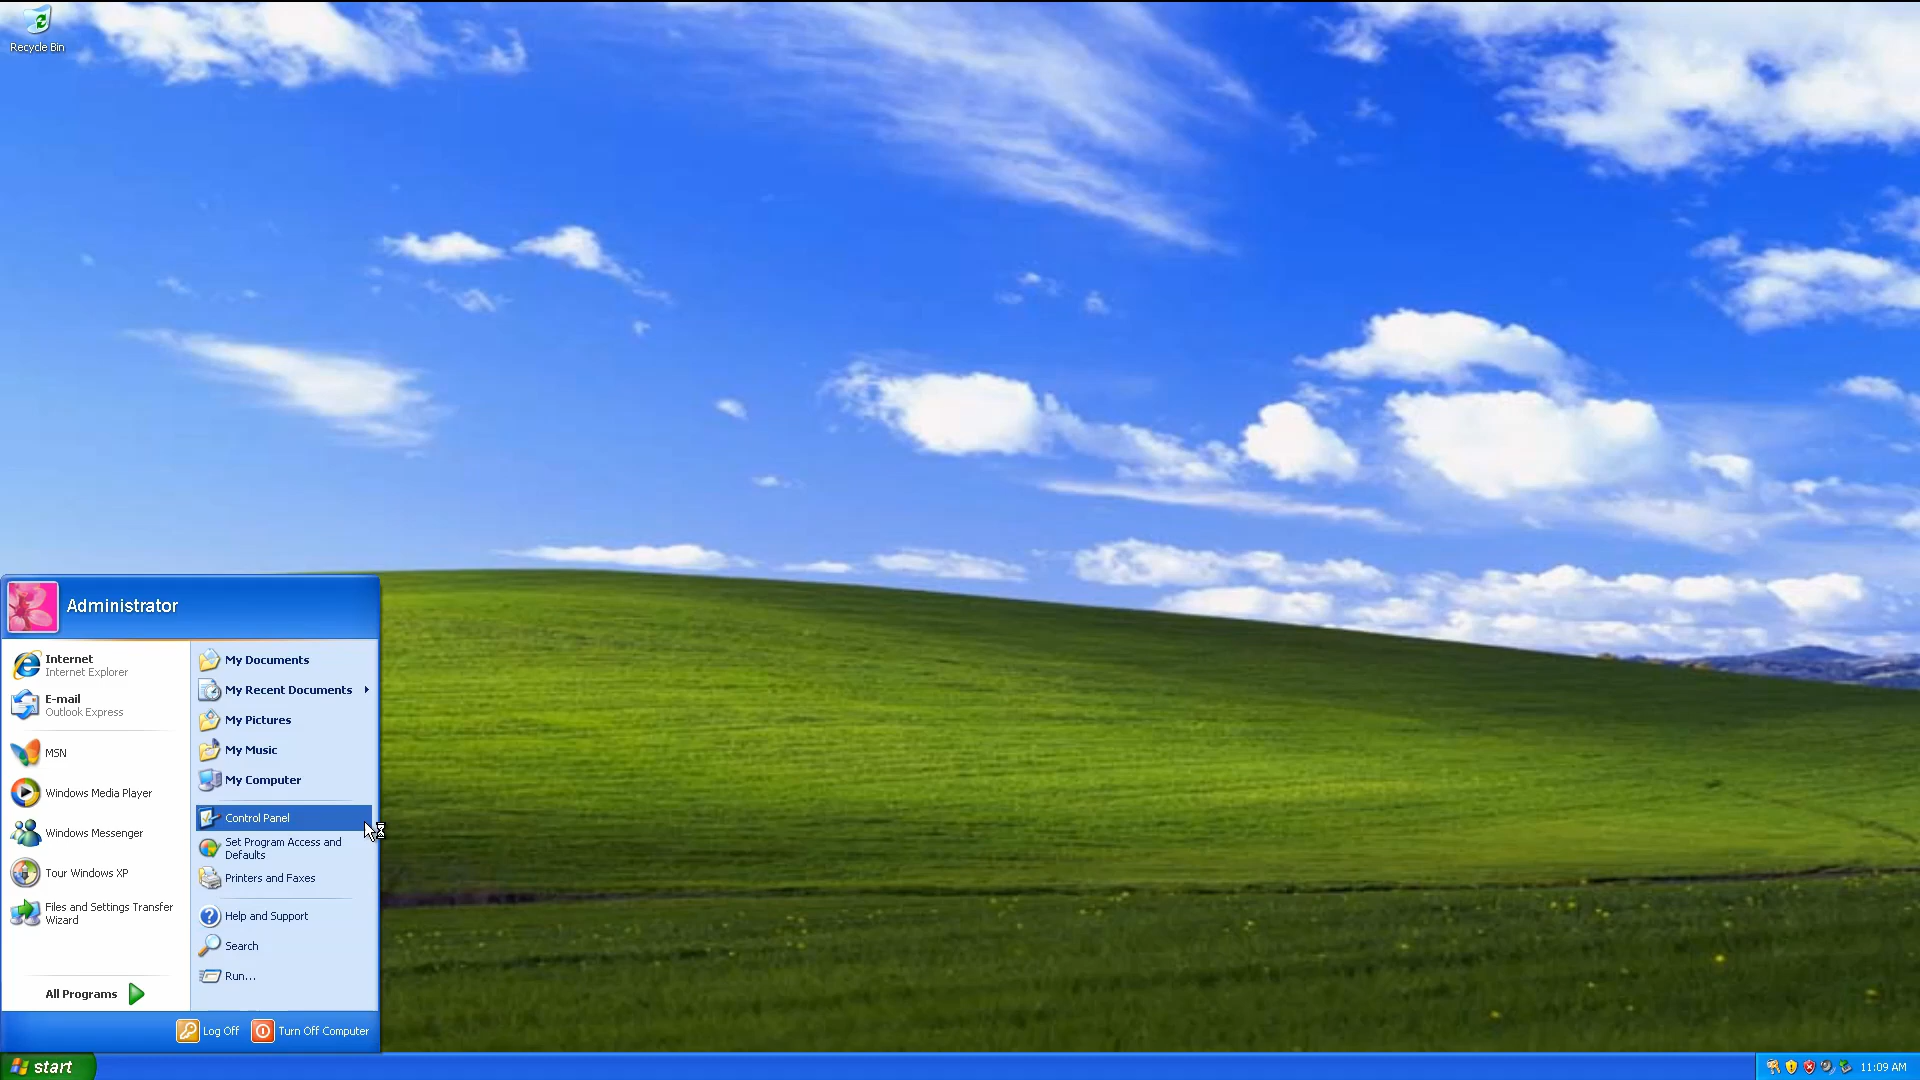 Recycle Bin
Administrator
Internet
Internet Explorer
E-mail
Outlook Express
MSN
Windows Media Player
Windows Messenger
Tour Windows XP
Files and Settings Transfer
Wizard
All Programs
My Documents
My Recent Documents
My Pictures
My Music
My Computer
Control Panel
Set Program Access and
Defaults
Printers and Faxes
Help and Support
Search
Run...
Log Off
Turn Off Computer
start
11:09 AM